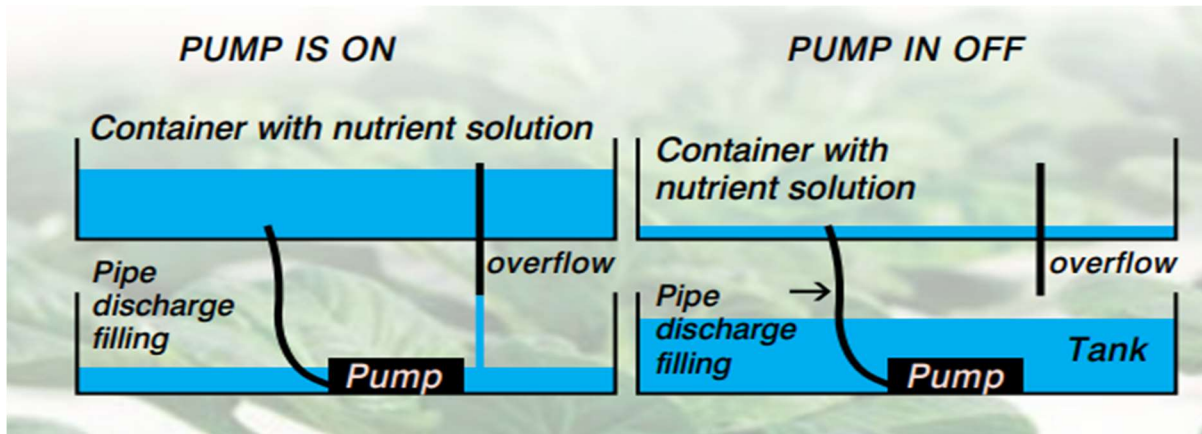 PUMP IS ON
Container with nutrient solution
Pipe
discharge
filling
overflow
Pump
PUMP IN OFF
Container with
nutrient solution
Pipe
discharge
filling
overflow
Tank
Pump